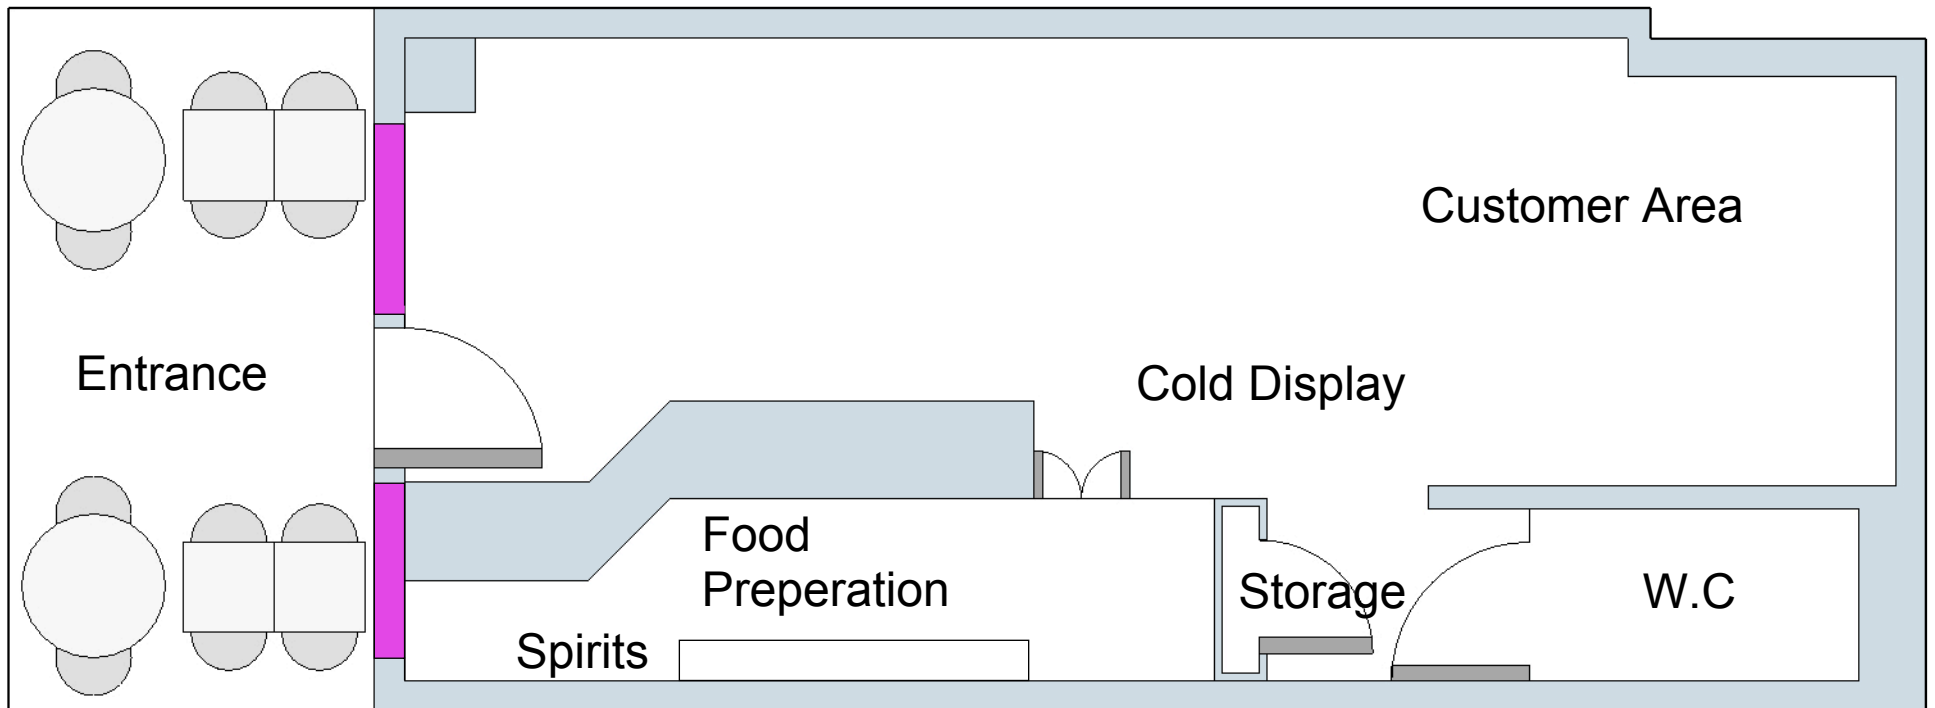 Customer Area
Entrance
Cold Display
Food
Preperation
Storage
W.C
Spirits